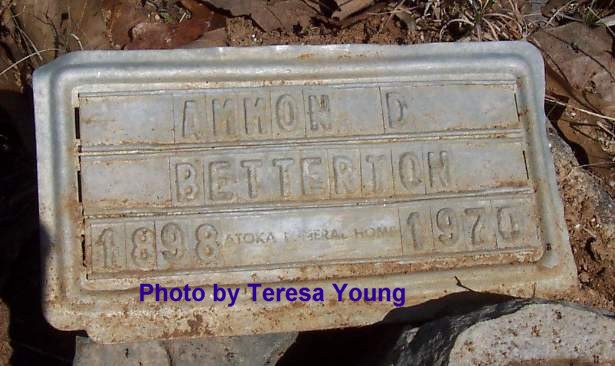 AMMON D
BETTERTON
1898 ATOKA FUNERAL HOME 1970
Photo by Teresa Young